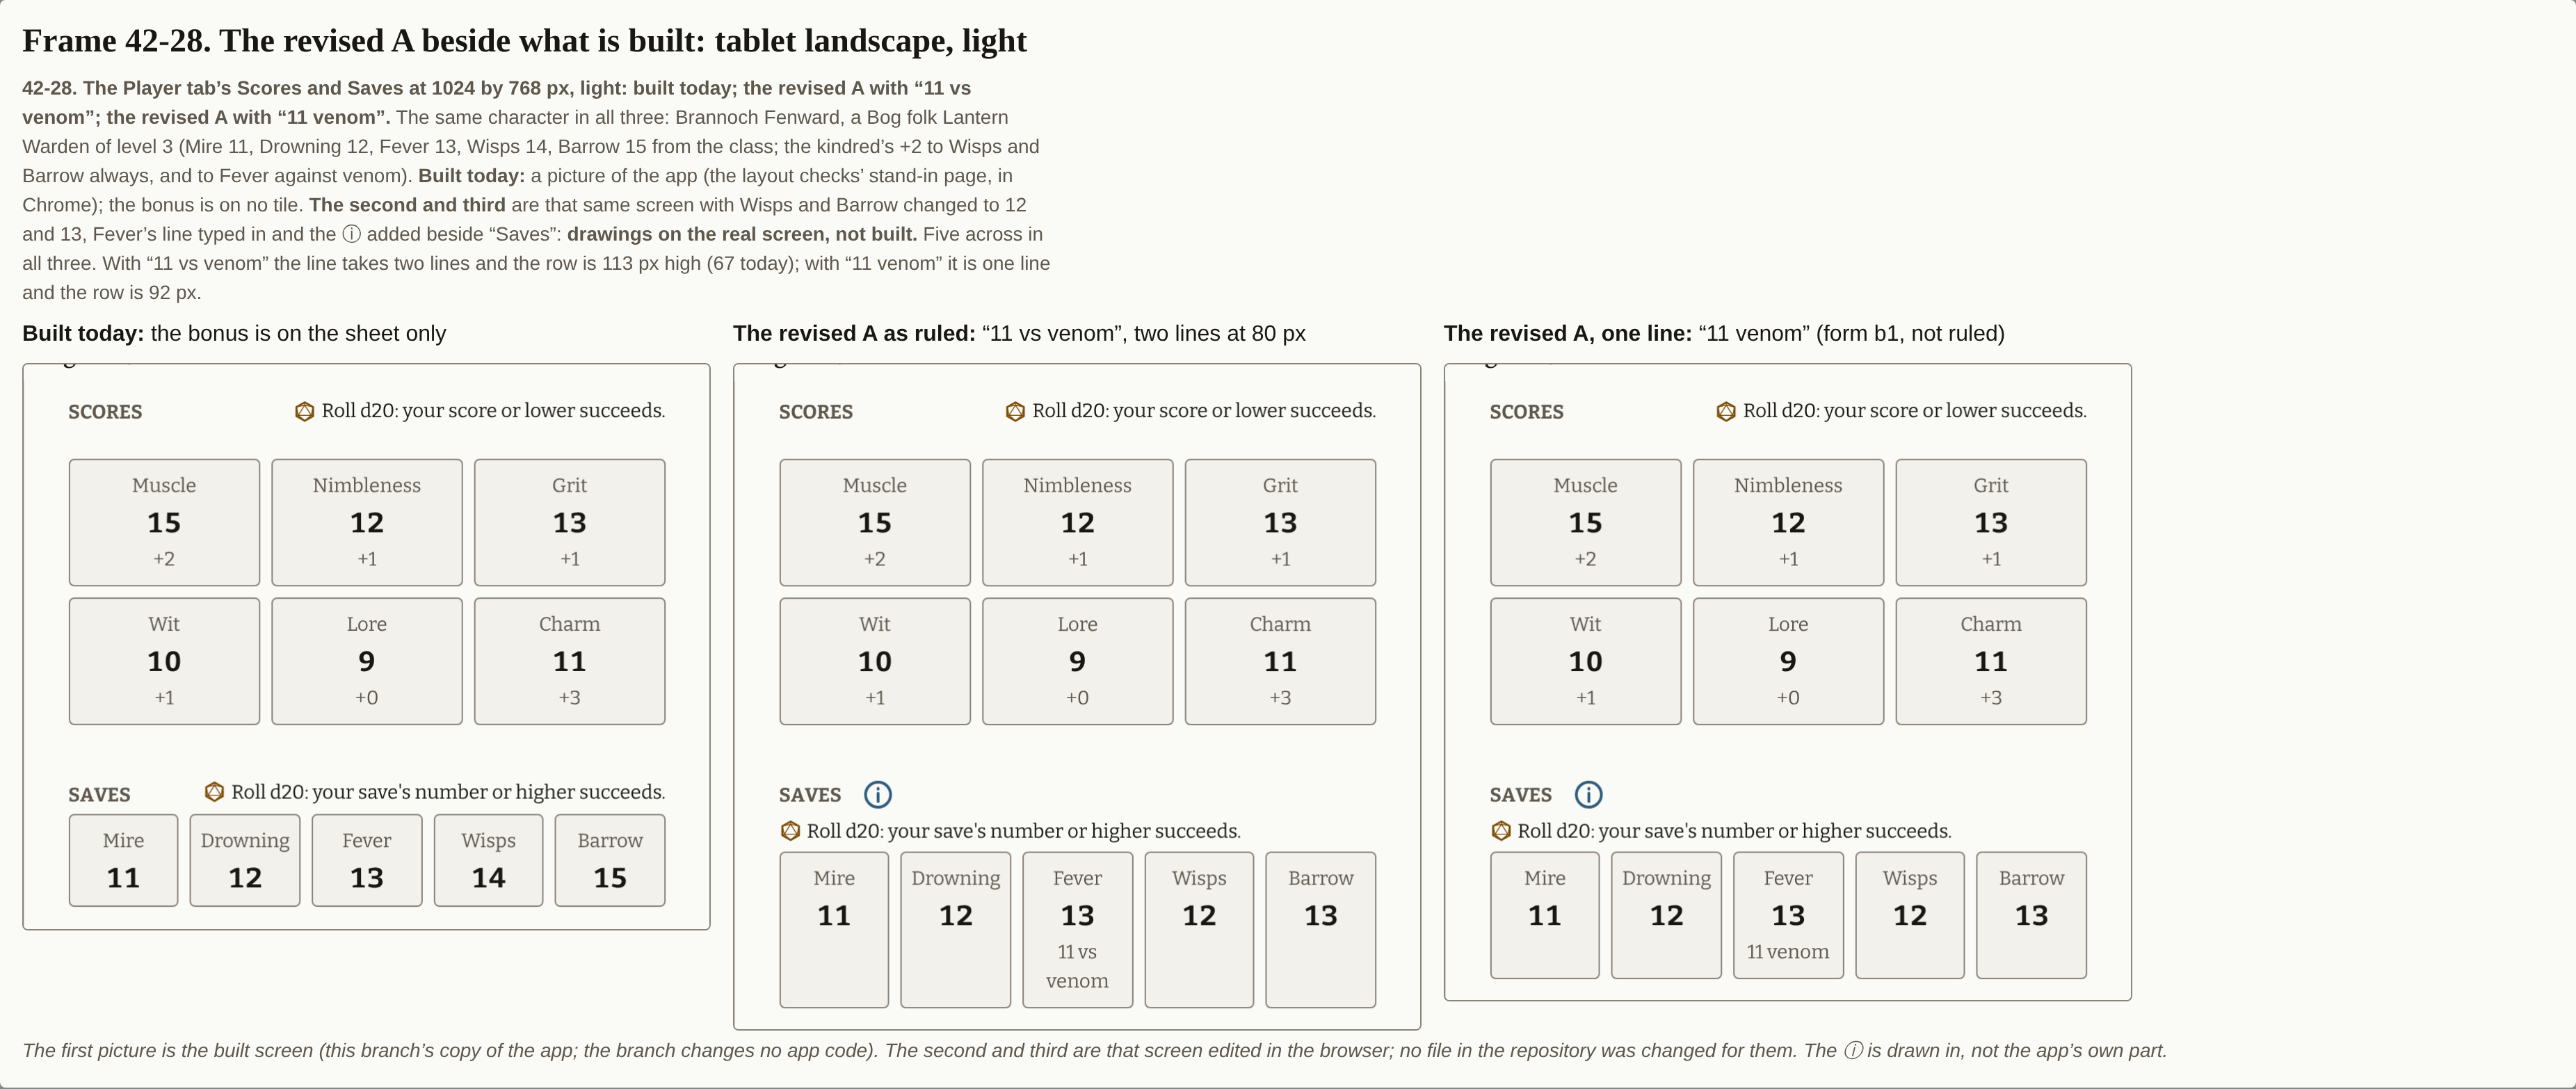 Frame 42-28. The revised A beside what is built: tablet landscape, light
42-28. The Player tab’s Scores and Saves at 1024 by 768 px, light: built today; the revised A with “11 vs
venom”; the revised A with “11 venom”. The same character in all three: Brannoch Fenward, a Bog folk Lantern
Warden of level 3 (Mire 11, Drowning 12, Fever 13, Wisps 14, Barrow 15 from the class; the kindred’s +2 to Wisps and
Barrow always, and to Fever against venom). Built today: a picture of the app (the layout checks’ stand-in page, in
Chrome); the bonus is on no tile. The second and third are that same screen with Wisps and Barrow changed to 12
and 13, Fever’s line typed in and the ⓘ added beside “Saves”: drawings on the real screen, not built. Five across in
all three. With “11 vs venom” the line takes two lines and the row is 113 px high (67 today); with “11 venom” it is one line
and the row is 92 px.
Built today: the bonus is on the sheet only
SCORES
Roll d20: your score or lower succeeds.
Muscle Nimbleness Grit
15 12 13
+2 +1 +1
Wit Lore Charm
10 9 11
+1 +0 +3
SAVES
Roll d20: your save's number or higher succeeds.
Mire Drowning Fever Wisps Barrow
11 12 13 14 15
The revised A as ruled: “11 vs venom”, two lines at 80 px
SCORES
Roll d20: your score or lower succeeds.
Muscle Nimbleness Grit
15 12 13
+2 +1 +1
Wit Lore Charm
10 9 11
+1 +0 +3
SAVES ⓘ
Roll d20: your save's number or higher succeeds.
Mire Drowning Fever Wisps Barrow
11 12 13 12 13
11 vs
venom
The revised A, one line: “11 venom” (form b1, not ruled)
SCORES
Roll d20: your score or lower succeeds.
Muscle Nimbleness Grit
15 12 13
+2 +1 +1
Wit Lore Charm
10 9 11
+1 +0 +3
SAVES ⓘ
Roll d20: your save's number or higher succeeds.
Mire Drowning Fever Wisps Barrow
11 12 13 12 13
11 venom
The first picture is the built screen (this branch’s copy of the app; the branch changes no app code). The second and third are that screen edited in the browser; no file in the repository was changed for them. The ⓘ is drawn in, not the app’s own part.